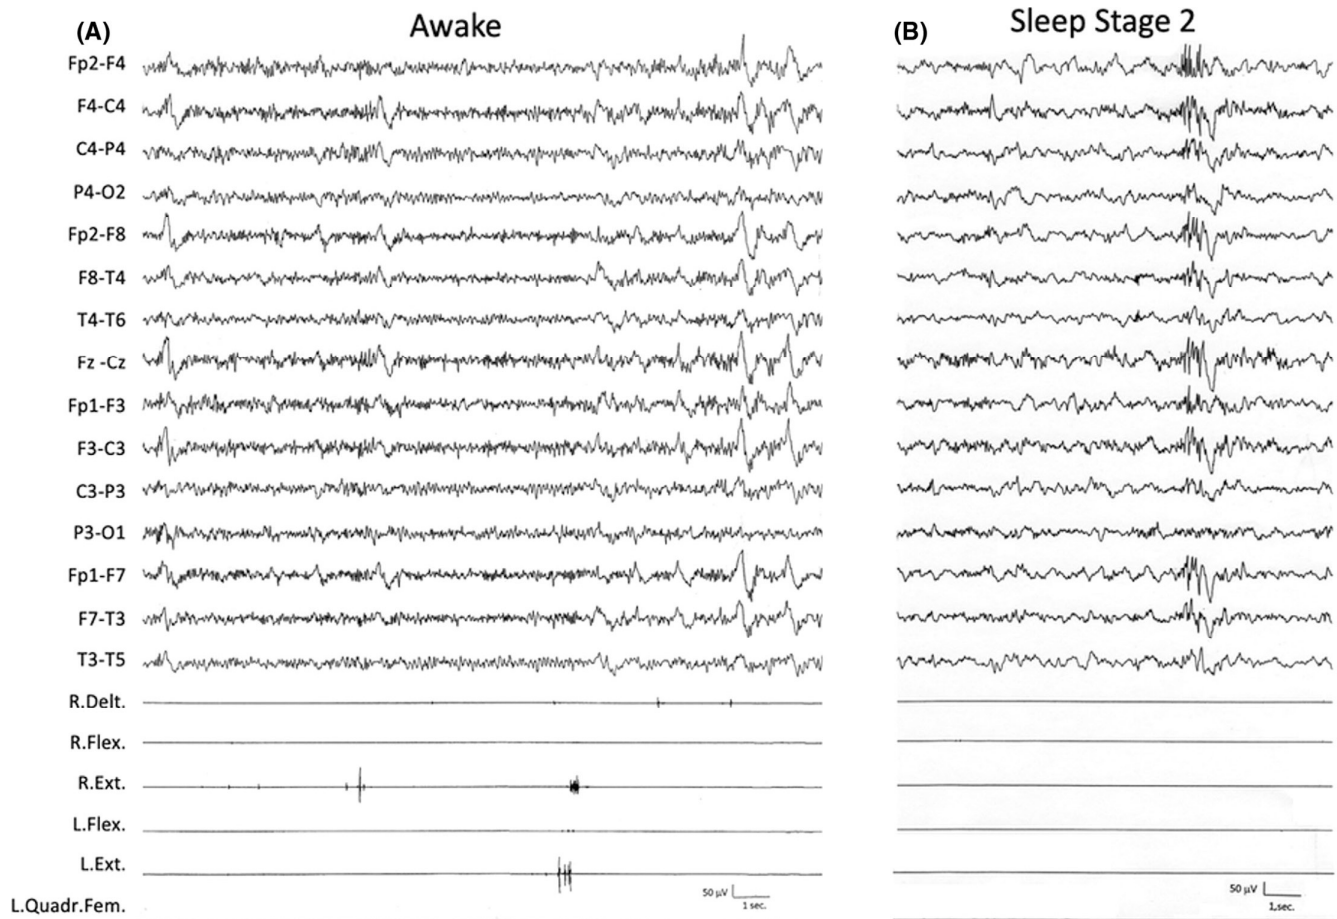 (A)
Awake
(B)
Sleep Stage 2
Fp2-F4
F4-C4
C4-P4
P4-O2
Fp2-F8
F8-T4
T4-T6
Fz -Cz
Fp1-F3
F3-C3
C3-P3
P3-O1
Fp1-F7
F7-T3
T3-T5
R.Delt.
R.Flex.
R.Ext.
L.Flex.
L.Ext.
L.Quadr.Fem.
50 µV
1 sec.
50 µV
1,sec.